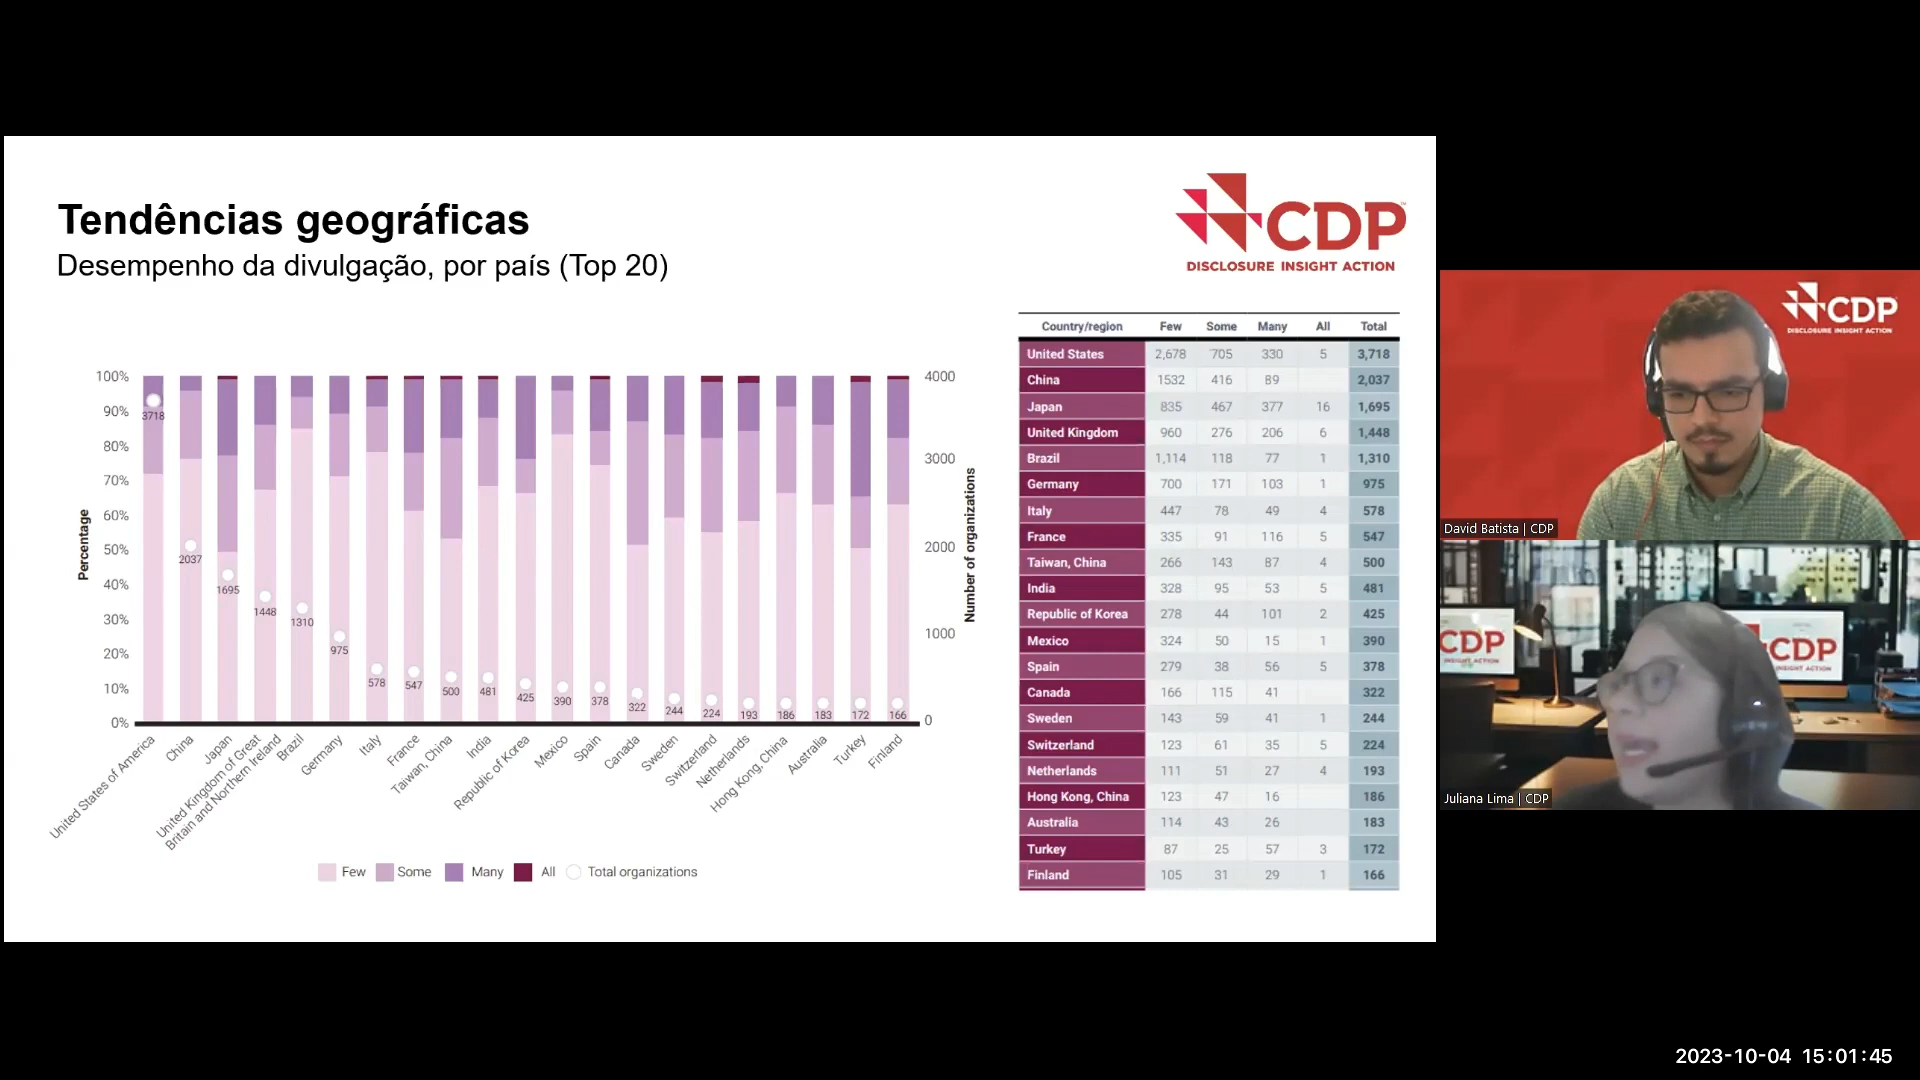 Tendências geográficas
Desempenho da divulgação, por país (Top 20)
CDP
DISCLOSURE INSIGHT ACTION
100%
90%
80%
70%
60%
50%
40%
30%
20%
10%
0%
Percentage
4000
3000
2000
1000
0
Number of organizations
3718
2037
1695
1448
1310
975
578
547
500
481
425
390
378
322
244
224
193
186
183
172
166
United States of America
China
Japan
United Kingdom of Great
Britain and Northern Ireland
Brazil
Germany
Italy
France
Taiwan, China
India
Republic of Korea
Mexico
Spain
Canada
Sweden
Switzerland
Netherlands
Hong Kong, China
Australia
Turkey
Finland
Few Some Many All Total organizations
Country/region Few Some Many All Total
United States 2,678 705 330 5 3,718
China 1532 416 89 2,037
Japan 835 467 377 16 1,695
United Kingdom 960 276 206 6 1,448
Brazil 1,114 118 77 1 1,310
Germany 700 171 103 1 975
Italy 447 78 49 4 578
France 335 91 116 5 547
Taiwan, China 266 143 87 4 500
India 328 95 53 5 481
Republic of Korea 278 44 101 2 425
Mexico 324 50 15 1 390
Spain 279 38 56 5 378
Canada 166 115 41 322
Sweden 143 59 41 1 244
Switzerland 123 61 35 5 224
Netherlands 111 51 27 4 193
Hong Kong, China 123 47 16 186
Australia 114 43 26 183
Turkey 87 25 57 3 172
Finland 105 31 29 1 166
CDP
DISCLOSURE INSIGHT ACTION
David Batista | CDP
CDP
INSIGHT ACTION
CDP
INSIGHT ACTION
Juliana Lima | CDP
2023-10-04 15:01:45